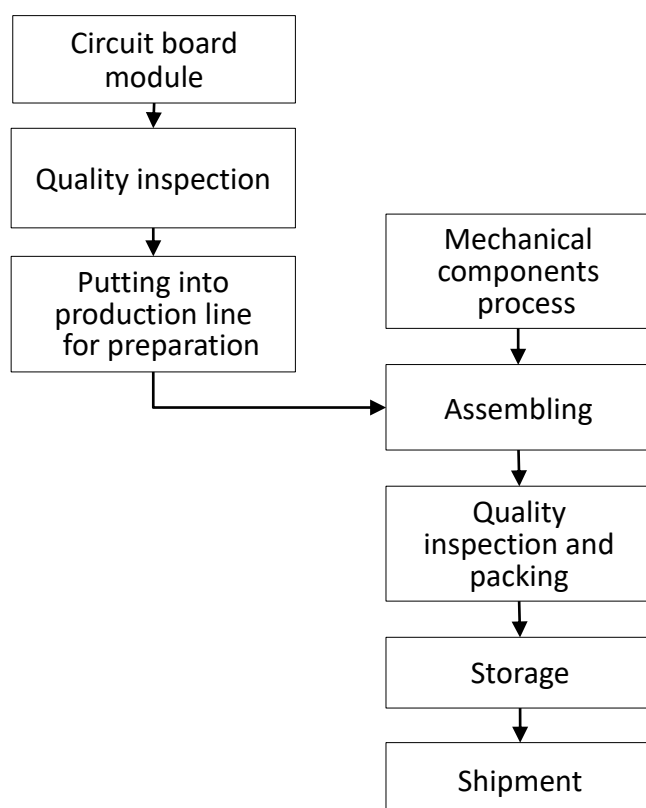 Circuit board
module
Quality inspection
Putting into
production line
for preparation
Mechanical
components
process
Assembling
Quality
inspection and
packing
Storage
Shipment